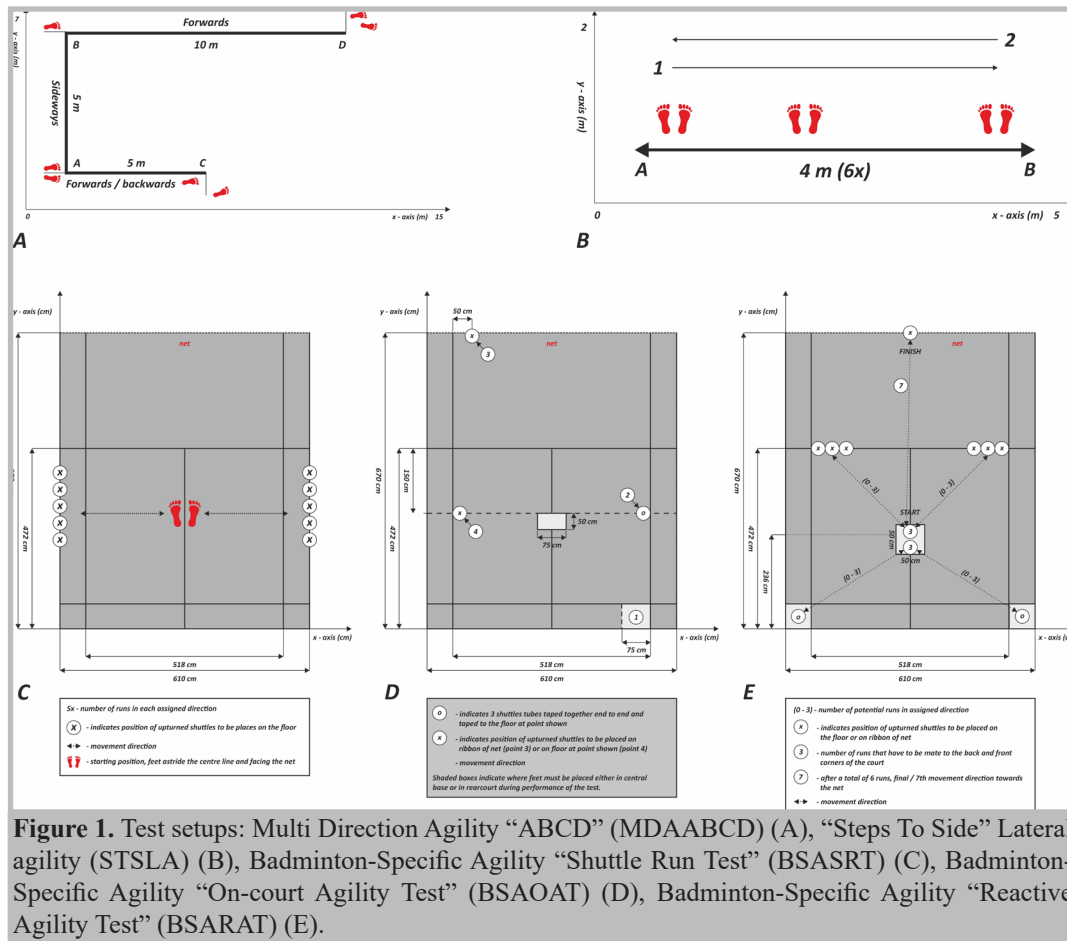 7
y - axis (m)
Forwards
B
10 m
D
Sideways
5 m
A
5 m
C
Forwards / backwards
0
x - axis (m) 15
A
2
y - axis (m)
2
1
A
4 m (6x)
B
0
x - axis (m) 5
B
y - axis (cm)
net
x
x
x
x
x
x
x
x
x
x
472 cm
x - axis (cm)
518 cm
610 cm
C
5x - number of runs in each assigned direction
x - indicates position of upturned shuttles to be places on the floor
- movement direction
- starting position, feet astride the centre line and facing the net
y - axis (cm)
50 cm
x
3
net
670 cm
472 cm
150 cm
2
x
o
4
50 cm
75 cm
1
x - axis (cm)
75 cm
518 cm
610 cm
D
o - indicates 3 shuttles tubes taped together end to end and
taped to the floor at point shown
x - indicates position of upturned shuttles to be placed on
ribbon of net (point 3) or on floor at point shown (point 4)
- movement direction
Shaded boxes indicate where feet must be placed either in central
base or in rearcourt during performance of the test.
y - axis (cm)
x
FINISH
net
7
x x x
x x x
(0 - 3)
(0 - 3)
START
3
50 cm
3
50 cm
670 cm
472 cm
236 cm
(0 - 3)
(0 - 3)
o
o
518 cm
610 cm
E
(0 - 3) - number of potential runs in assigned direction
x - indicates position of upturned shuttles to be placed on
the floor or on ribbon of net
3 - number of runs that have to be mate to the back and front
corners of the court
7 - after a total of 6 runs, final / 7th movement direction towards
the net
- movement direction
Figure 1. Test setups: Multi Direction Agility “ABCD” (MDAABCD) (A), “Steps To Side” Lateral
agility (STSLA) (B), Badminton-Specific Agility “Shuttle Run Test” (BSASRT) (C), Badminton-
Specific Agility “On-court Agility Test” (BSAOAT) (D), Badminton-Specific Agility “Reactive
Agility Test” (BSARAT) (E).